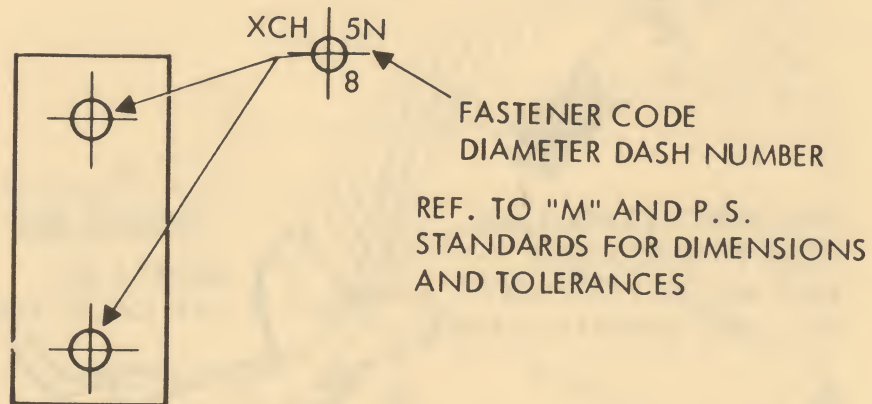 XCH 5N
8
FASTENER CODE
DIAMETER DASH NUMBER
REF. TO "M" AND P.S.
STANDARDS FOR DIMENSIONS
AND TOLERANCES